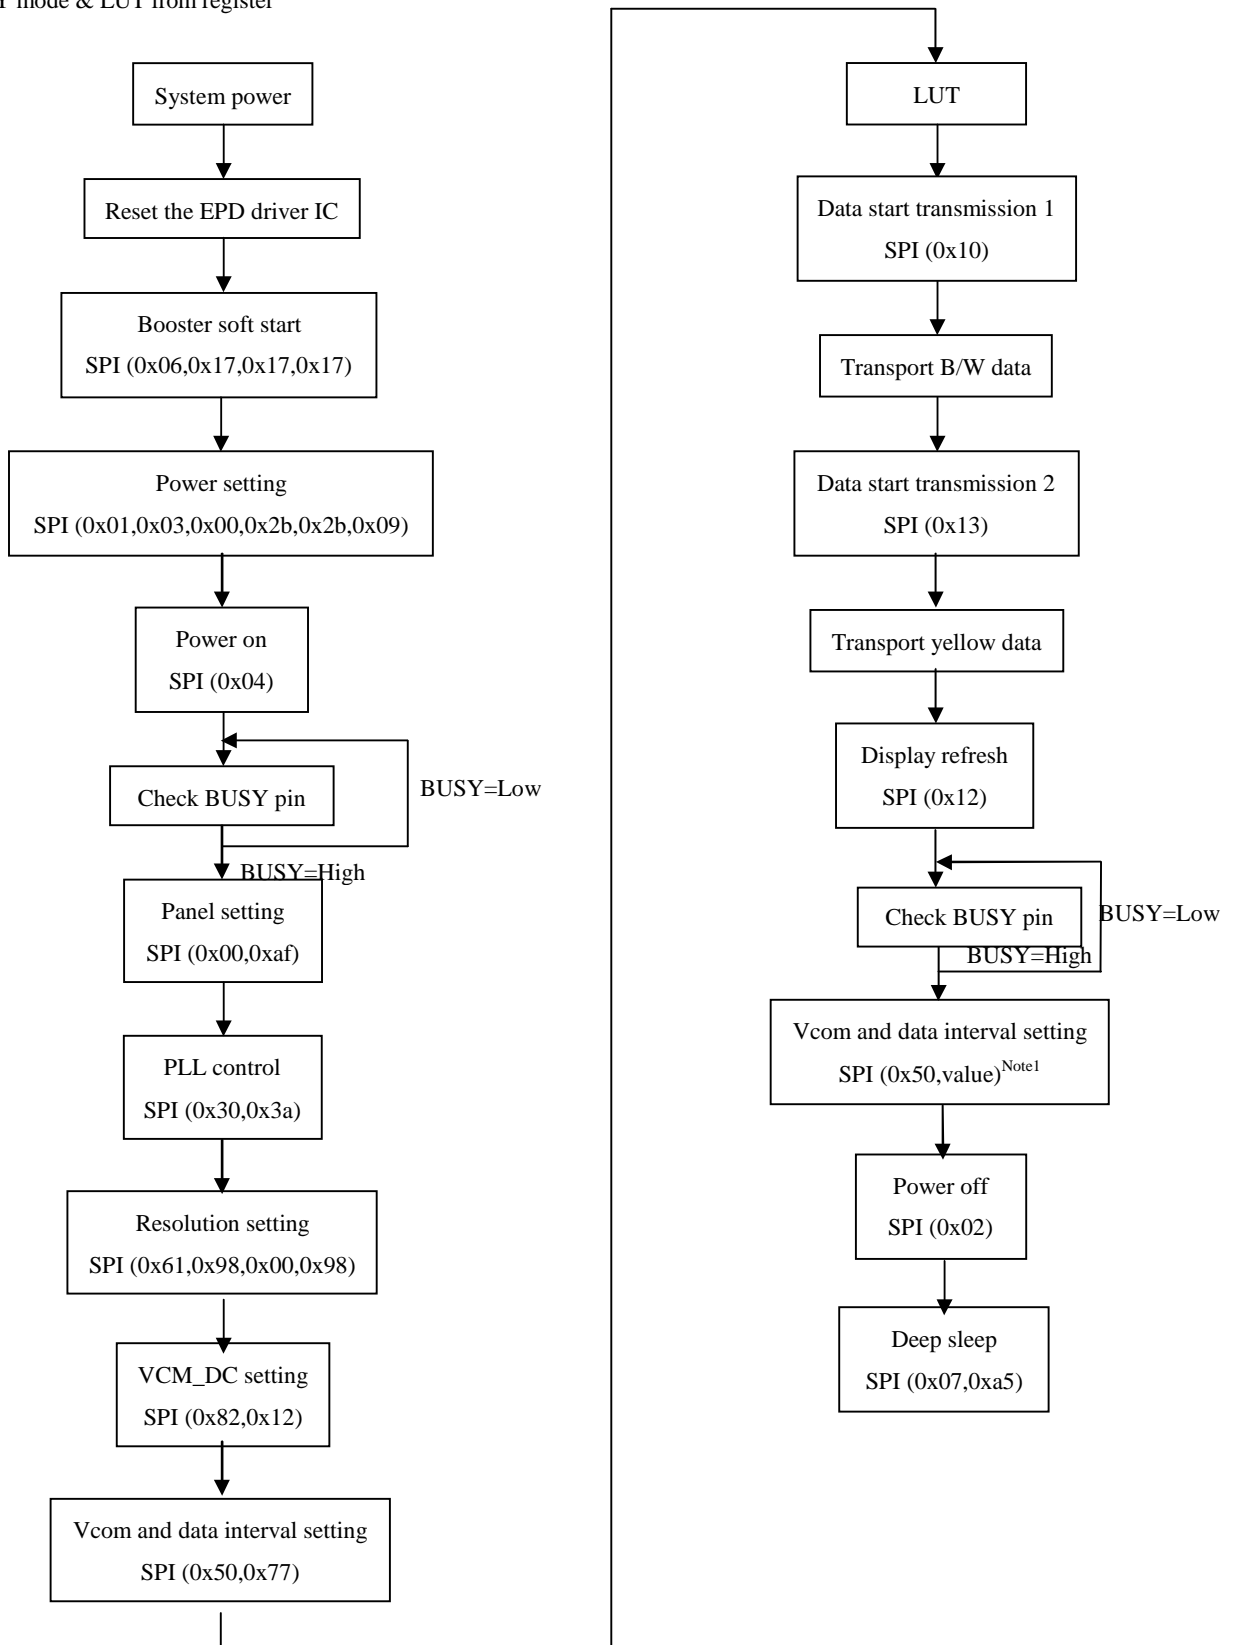 mode & LUT from register
System power
Reset the EPD driver IC
Booster soft start
SPI (0x06,0x17,0x17,0x17)
Power setting
SPI (0x01,0x03,0x00,0x2b,0x2b,0x09)
Power on
SPI (0x04)
Check BUSY pin
BUSY=Low
BUSY=High
Panel setting
SPI (0x00,0xaf)
PLL control
SPI (0x30,0x3a)
Resolution setting
SPI (0x61,0x98,0x00,0x98)
VCM_DC setting
SPI (0x82,0x12)
Vcom and data interval setting
SPI (0x50,0x77)
LUT
Data start transmission 1
SPI (0x10)
Transport B/W data
Data start transmission 2
SPI (0x13)
Transport yellow data
Display refresh
SPI (0x12)
Check BUSY pin
BUSY=Low
BUSY=High
Vcom and data interval setting
SPI (0x50,value)Note1
Power off
SPI (0x02)
Deep sleep
SPI (0x07,0xa5)